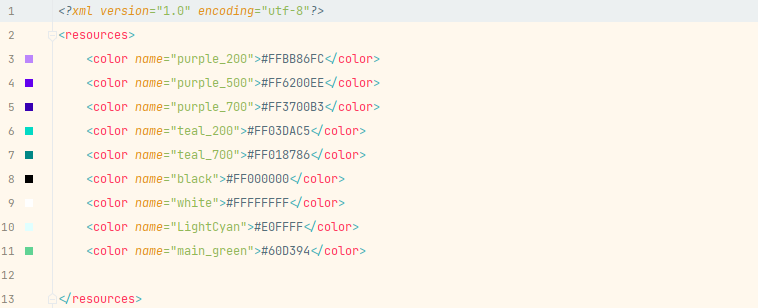 1 <?xml version="1.0" encoding="utf-8"?>
2 <resources>
3     <color name="purple_200">#FFBB86FC</color>
4     <color name="purple_500">#FF6200EE</color>
5     <color name="purple_700">#FF3700B3</color>
6     <color name="teal_200">#FF03DAC5</color>
7     <color name="teal_700">#FF018786</color>
8     <color name="black">#FF000000</color>
9     <color name="white">#FFFFFFFF</color>
10     <color name="LightCyan">#E0FFFF</color>
11     <color name="main_green">#60D394</color>
12
13 </resources>